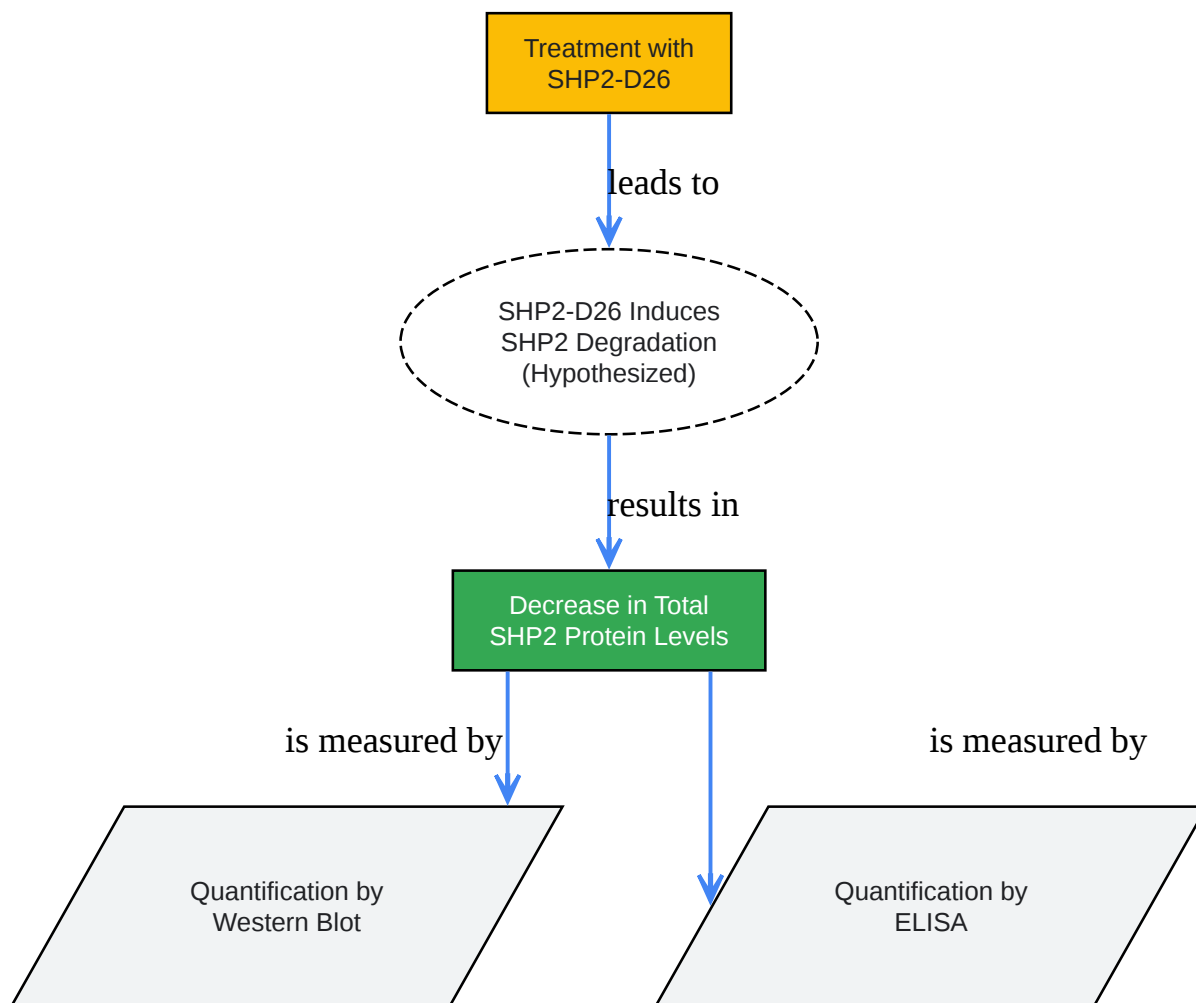 Treatment with
SHP2-D26
leads to
SHP2-D26 Induces
SHP2 Degradation
(Hypothesized)
results in
Decrease in Total
SHP2 Protein Levels
is measured by
is measured by
Quantification by
Western Blot
Quantification by
ELISA